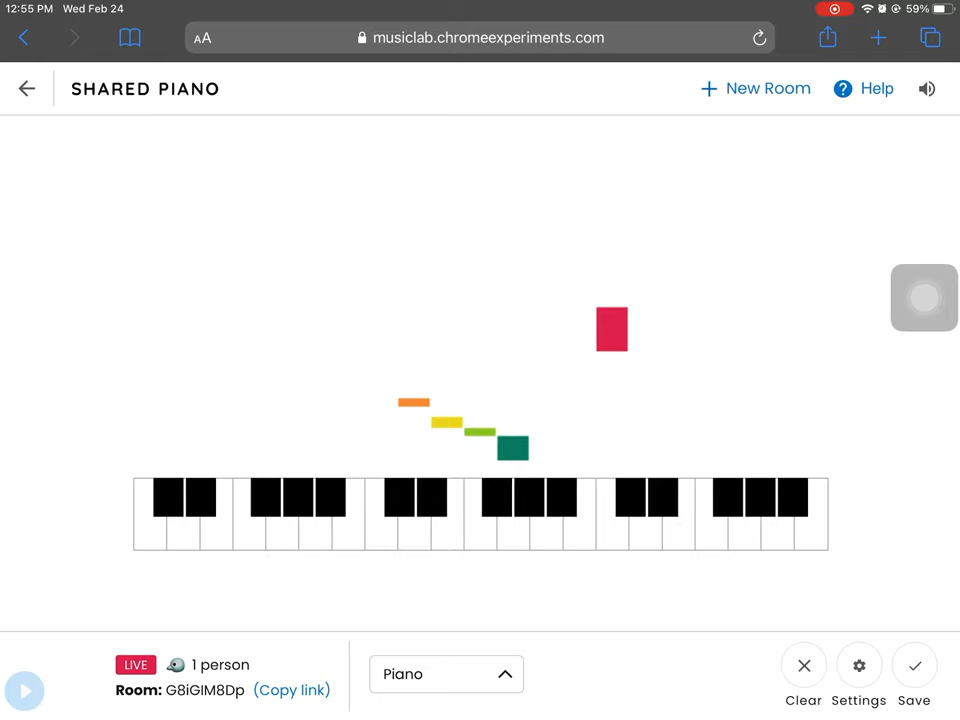 12:55 PM Wed Feb 24
59%
AA
musiclab.chromeexperiments.com
SHARED PIANO
+ New Room
? Help
LIVE
1 person
Room: G8iGIM8Dp (Copy link)
Piano
Clear Settings Save